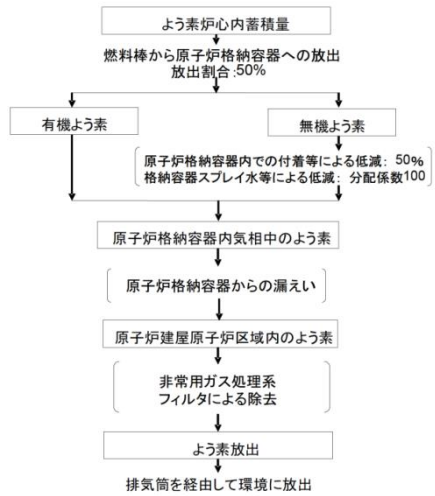 よう素炉心内蓄積量
燃料棒から原子炉格納容器への放出
放出割合:50%
有機よう素
無機よう素
原子炉格納容器内での付着等による低減: 50%
格納容器スプレイ水等による低減: 分配係数100
原子炉格納容器内気相中のよう素
原子炉格納容器からの漏えい
原子炉建屋原子炉区域内のよう素
非常用ガス処理系
フィルタによる除去
よう素放出
排気筒を経由して環境に放出